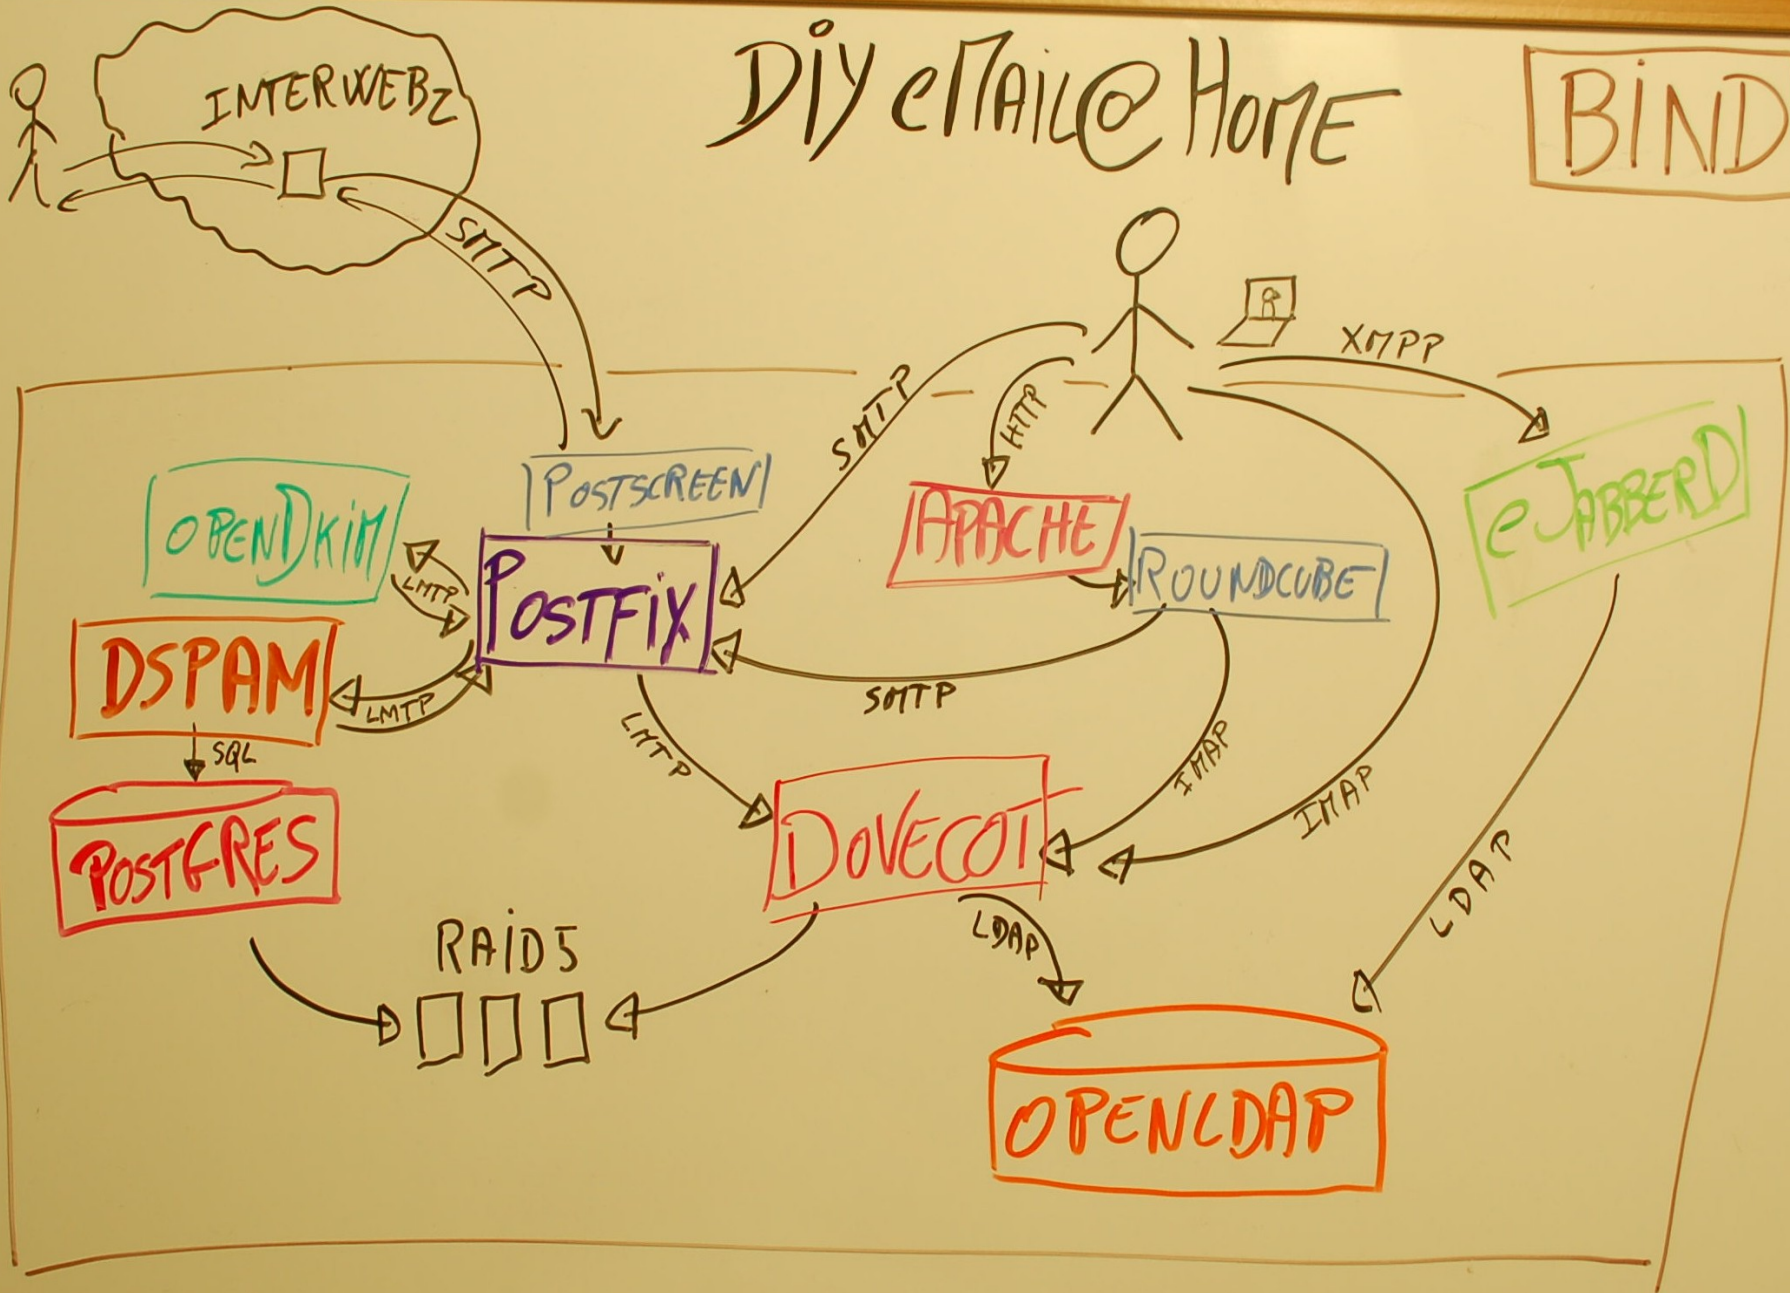 INTERWEBZ
DiY eMAIL@HOME
BIND
SMTP
XMPP
SMTP
HTTP
POSTSCREEN
OPENDKIM
APACHE
eJABBERD
ROUNDCUBE
LMTP
POSTFIX
DSPAM
LMTP
SMTP
SQL
LMTP
IMAP
IMAP
POSTGRES
DOVECOT
LDAP
RAID5
LDAP
OPENLDAP